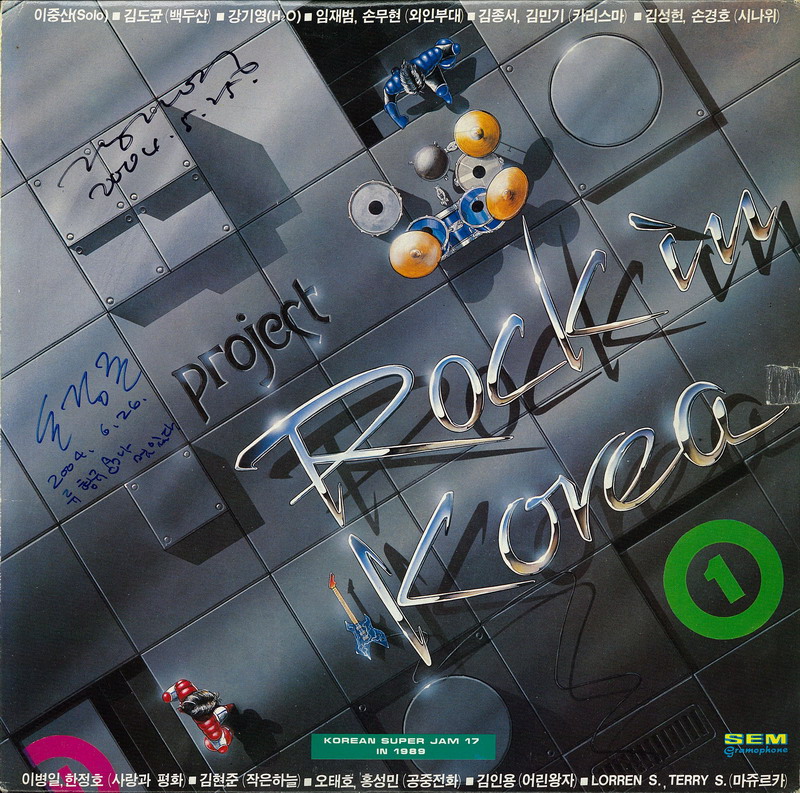 이중산(Solo) ■ 김도균 (백두산) ■ 강기영(H2O) ■ 임재범, 손무현 (외인부대) ■ 김종서, 김민기 (카리스마) ■ 김성헌, 손경호 (시나위)
2004. 5. 25.
project
Rock in
Korea
2004. 6. 26.
1
KOREAN SUPER JAM 17
IN 1989
SEM
Gramophone
이병일,한정호 (사랑과 평화) ■ 김현준 (작은하늘) ■ 오태호, 홍성민 (공중전화) ■ 김인용 (어린왕자) ■ LORREN S., TERRY S. (마쥬르카)